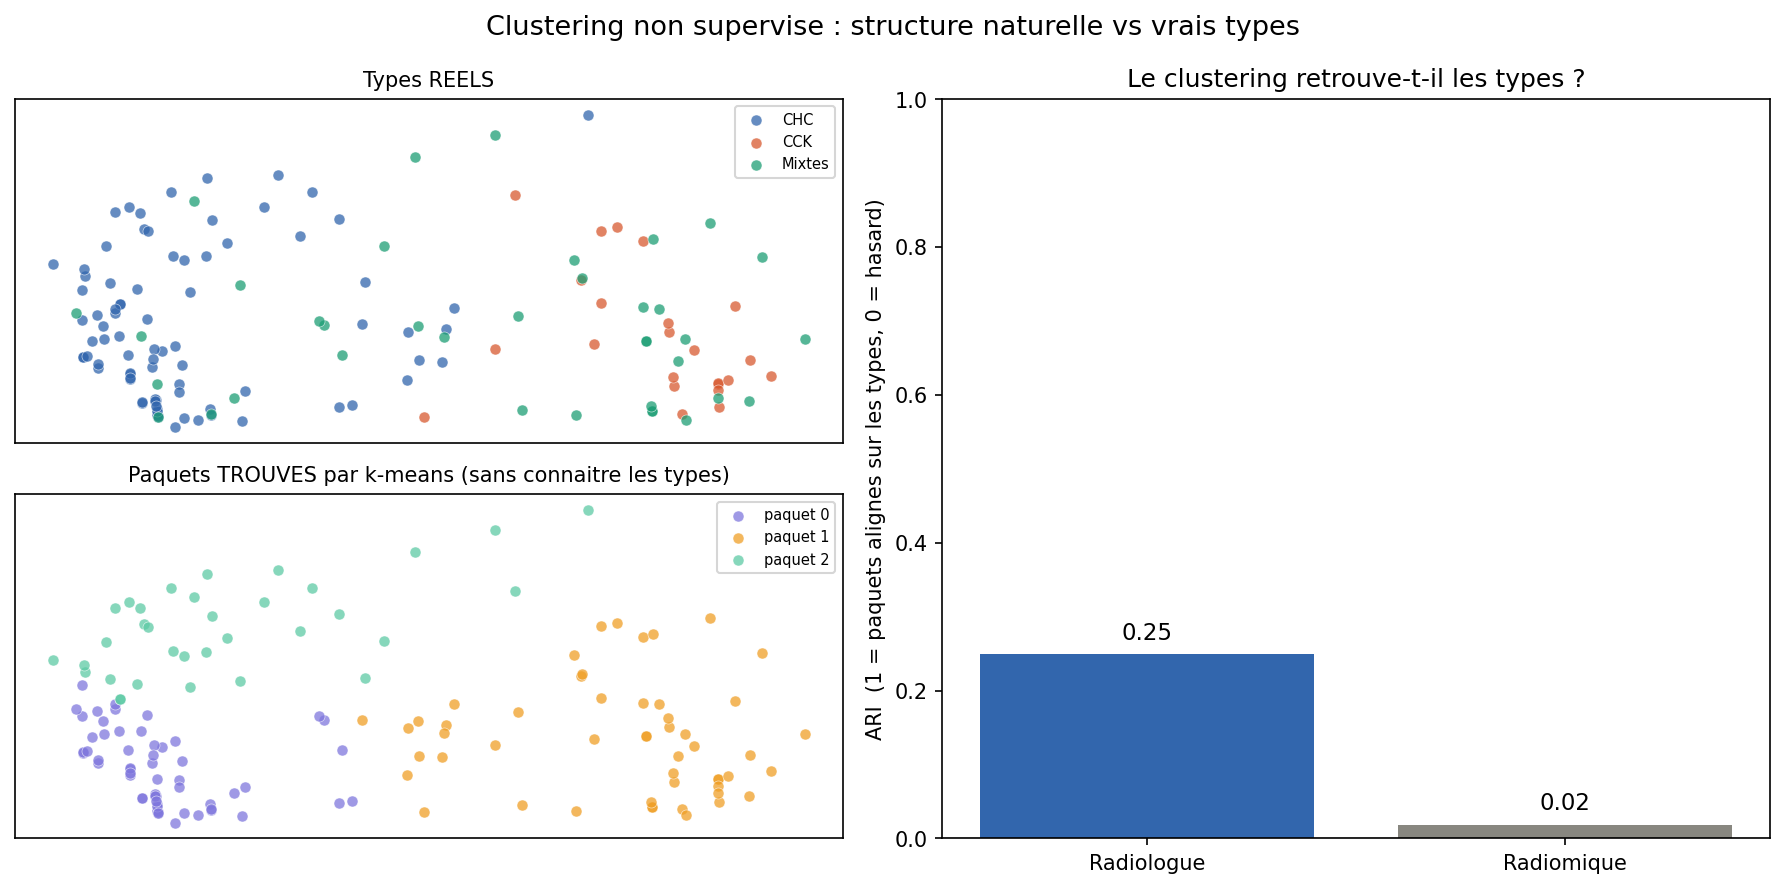 Clustering non supervise : structure naturelle vs vrais types
Types REELS
CHC
CCK
Mixtes
Paquets TROUVES par k-means (sans connaitre les types)
paquet 0
paquet 1
paquet 2
Le clustering retrouve-t-il les types ?
ARI  (1 = paquets alignes sur les types, 0 = hasard)
1.0
0.8
0.6
0.4
0.2
0.0
0.25
0.02
Radiologue
Radiomique